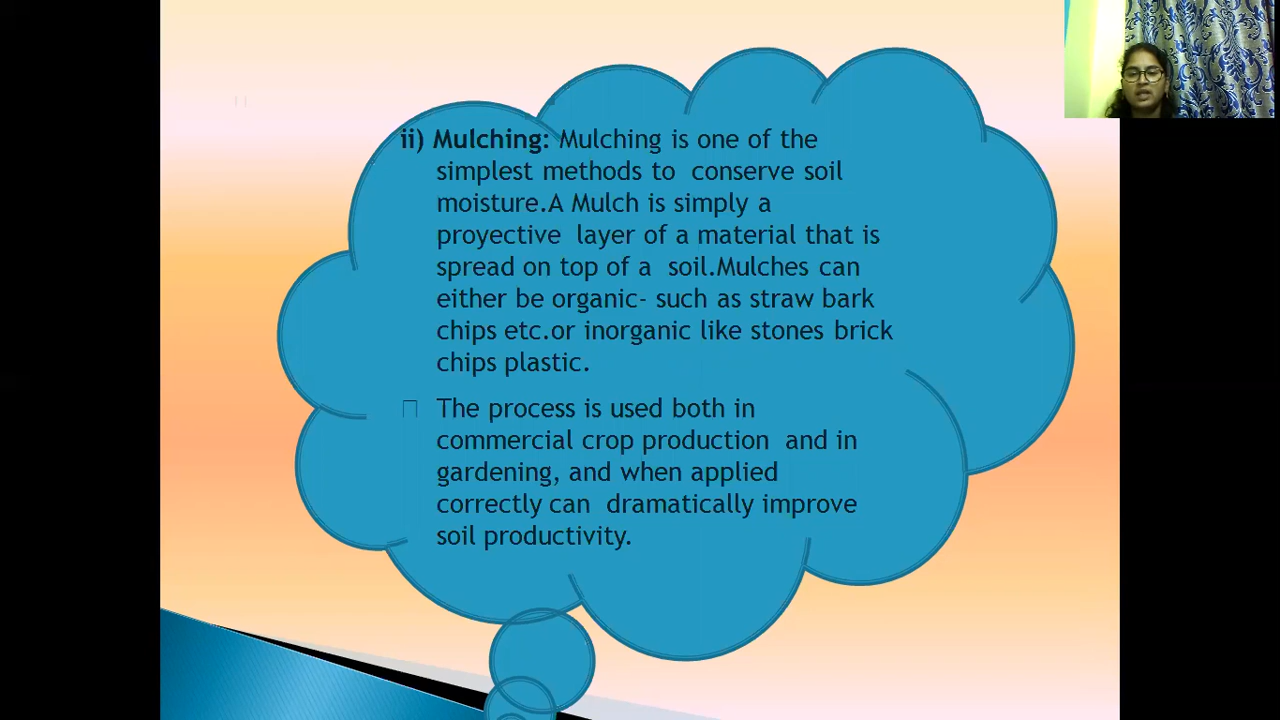 ii) Mulching: Mulching is one of the
simplest methods to conserve soil
moisture.A Mulch is simply a
proyective layer of a material that is
spread on top of a soil.Mulches can
either be organic- such as straw bark
chips etc.or inorganic like stones brick
chips plastic.
The process is used both in
commercial crop production and in
gardening, and when applied
correctly can dramatically improve
soil productivity.